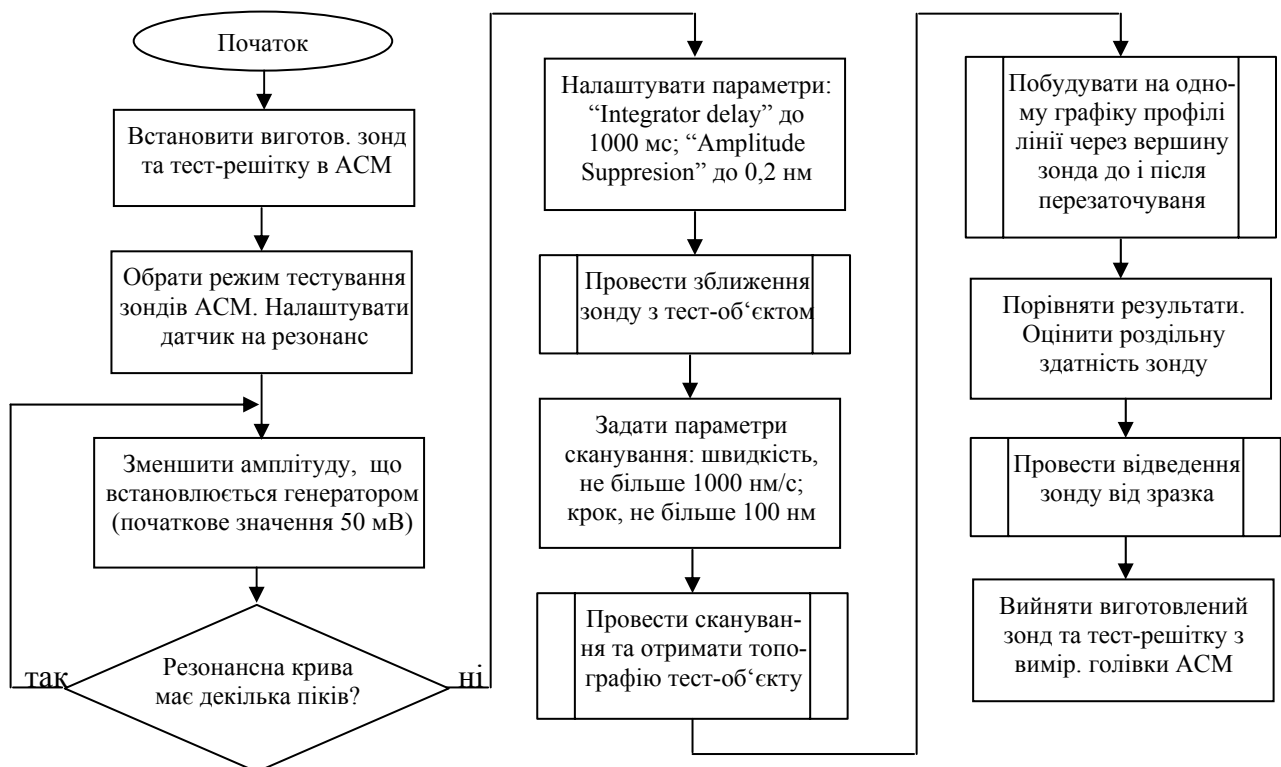 Початок
Встановити виготов. зонд
та тест-решітку в АСМ
Обрати режим тестування
зондів АСМ. Налаштувати
датчик на резонанс
Зменшити амплітуду, що
встановлюється генератором
(початкове значення 50 мВ)
Резонансна крива
має декілька піків?
так
ні
Налаштувати параметри:
“Integrator delay” до
1000 мс; “Amplitude
Suppresion” до 0,2 нм
Провести зближення
зонду з тест-об‘єктом
Задати параметри
сканування: швидкість,
не більше 1000 нм/с;
крок, не більше 100 нм
Провести скануван-
ня та отримати топо-
графію тест-об‘єкту
Побудувати на одно-
му графіку профілі
лінії через вершину
зонда до і після
перезаточуваня
Порівняти результати.
Оцінити роздільну
здатність зонду
Провести відведення
зонду від зразка
Вийняти виготовлений
зонд та тест-решітку з
вимір. голівки АСМ